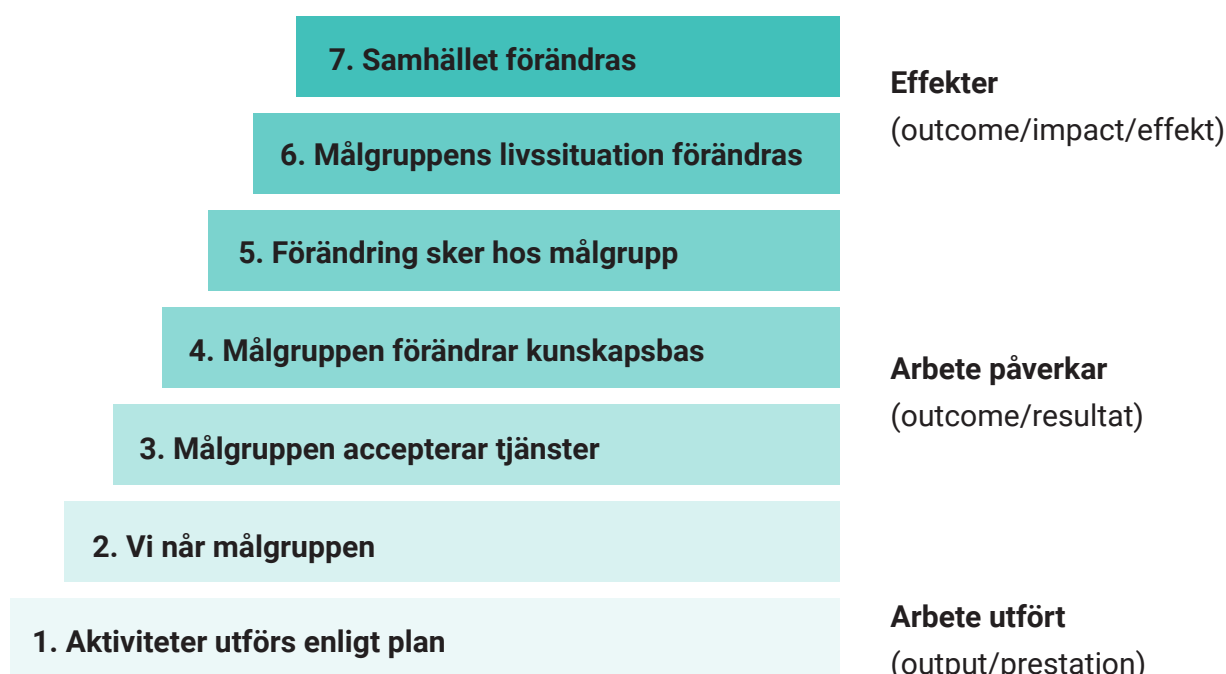 7. Samhället förändras
Effekter
(outcome/impact/effekt)
6. Målgruppens livssituation förändras
5. Förändring sker hos målgrupp
4. Målgruppen förändrar kunskapsbas
Arbete påverkar
(outcome/resultat)
3. Målgruppen accepterar tjänster
2. Vi når målgruppen
1. Aktiviteter utförs enligt plan
Arbete utfört
(output/prestation)